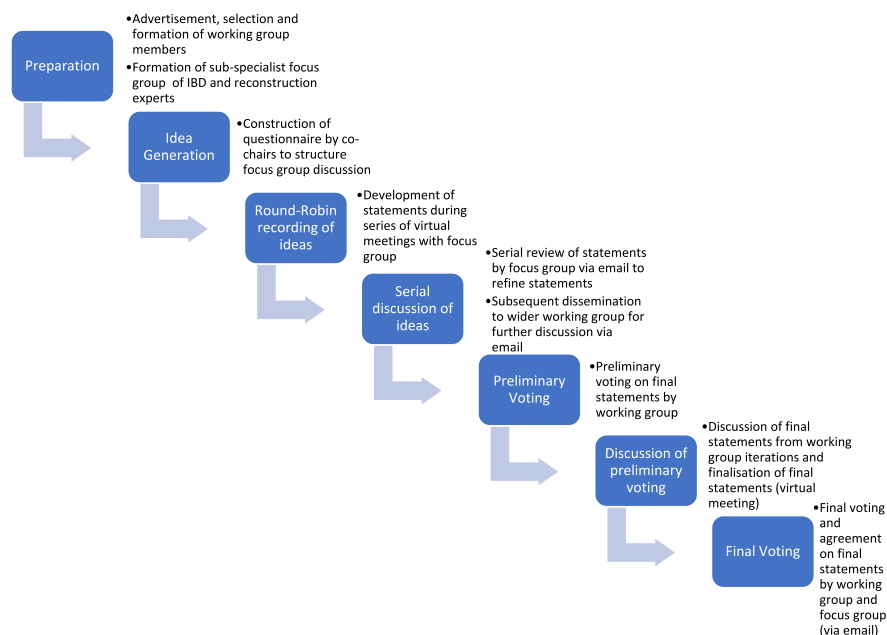 Preparation
•Advertisement, selection and
formation of working group
members
•Formation of sub-specialist focus
group of IBD and reconstruction
experts
Idea
Generation
•Construction of
questionnaire by co-
chairs to structure
focus group discussion
Round-Robin
recording of
ideas
•Development of
statements during
series of virtual
meetings with focus
group
Serial
discussion of
ideas
•Serial review of statements
by focus group via email to
refine statements
•Subsequent dissemination
to wider working group for
further discussion via
email
Preliminary
Voting
•Preliminary
voting on final
statements by
working group
Discussion of
preliminary
voting
•Discussion of final
statements from working
group iterations and
finalisation of final
statements (virtual
meeting)
Final Voting
•Final voting
and
agreement
on final
statements
by working
group and
focus group
(via email)